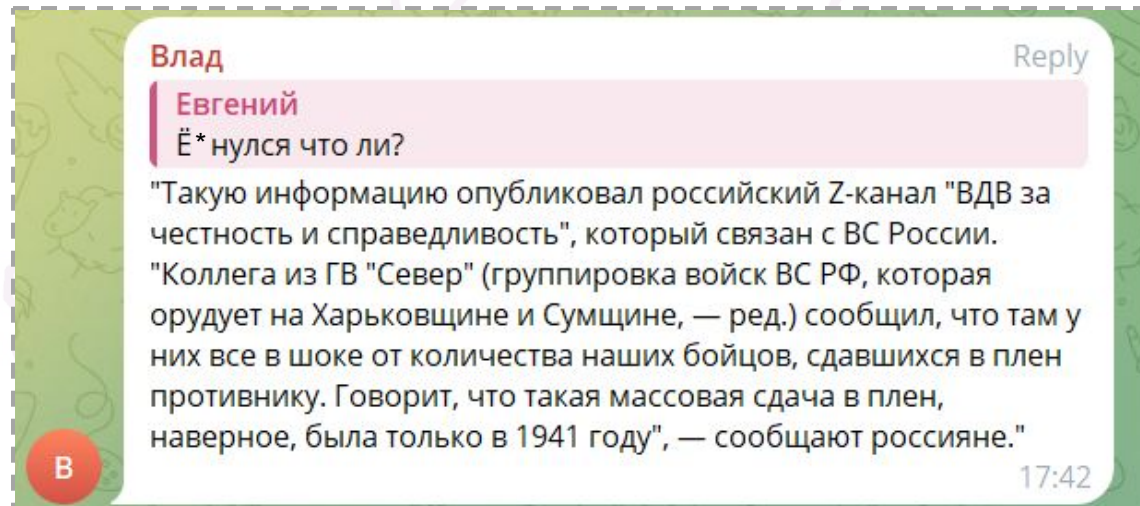 Влад Reply
Евгений
Ё*нулся что ли?
"Такую информацию опубликовал российский Z-канал "ВДВ за
честность и справедливость", который связан с ВС России.
"Коллега из ГВ "Север" (группировка войск ВС РФ, которая
орудует на Харьковщине и Сумщине, — ред.) сообщил, что там у
них все в шоке от количества наших бойцов, сдавшихся в плен
противнику. Говорит, что такая массовая сдача в плен,
наверное, была только в 1941 году", — сообщают россияне."
В
17:42